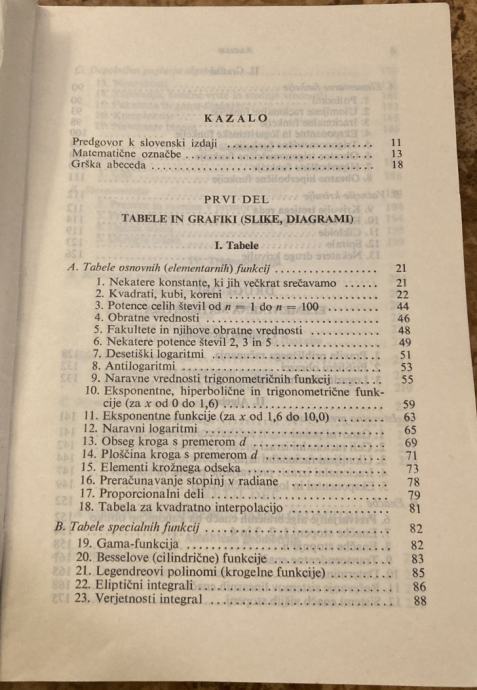 KAZALO
Predgovor k slovenski izdaji 11
Matematične označbe 13
Grška abeceda 18
PRVI DEL
TABELE IN GRAFIKI (SLIKE, DIAGRAMI)
I. Tabele
A. Tabele osnovnih (elementarnih) funkcij 21
1. Nekatere konstante, ki jih večkrat srečavamo 21
2. Kvadrati, kubi, koreni 22
3. Potence celih števil od n = 1 do n = 100 44
4. Obratne vrednosti 46
5. Fakultete in njihove obratne vrednosti 48
6. Nekatere potence števil 2, 3 in 5 49
7. Desetiški logaritmi 51
8. Antilogaritmi 53
9. Naravne vrednosti trigonometričnih funkcij 55
10. Eksponentne, hiperbolične in trigonometrične funk-
cije (za x od 0 do 1,6) 59
11. Eksponentne funkcije (za x od 1,6 do 10,0) 63
12. Naravni logaritmi 65
13. Obseg kroga s premerom d 69
14. Ploščina kroga s premerom d 71
15. Elementi krožnega odseka 73
16. Preračunavanje stopinj v radiane 78
17. Proporcionalni deli 79
18. Tabela za kvadratno interpolacijo 81
B. Tabele specialnih funkcij 82
19. Gama-funkcija 82
20. Besselove (cilindrične) funkcije 83
21. Legendreovi polinomi (krogelne funkcije) 85
22. Eliptični integrali 86
23. Verjetnosti integral 88